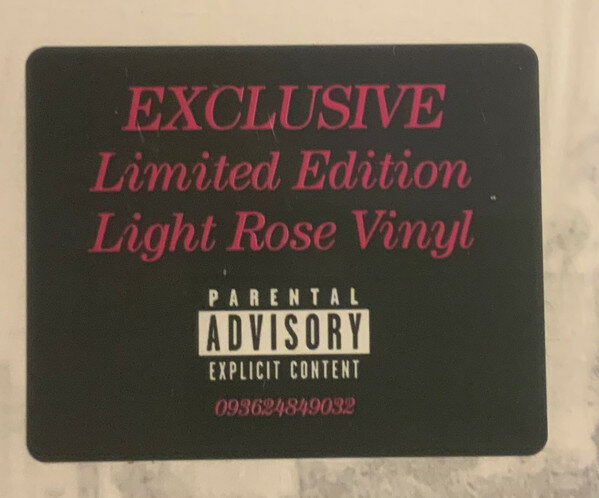 EXCLUSIVE
Limited Edition
Light Rose Vinyl
PARENTAL
ADVISORY
EXPLICIT CONTENT
093624849032